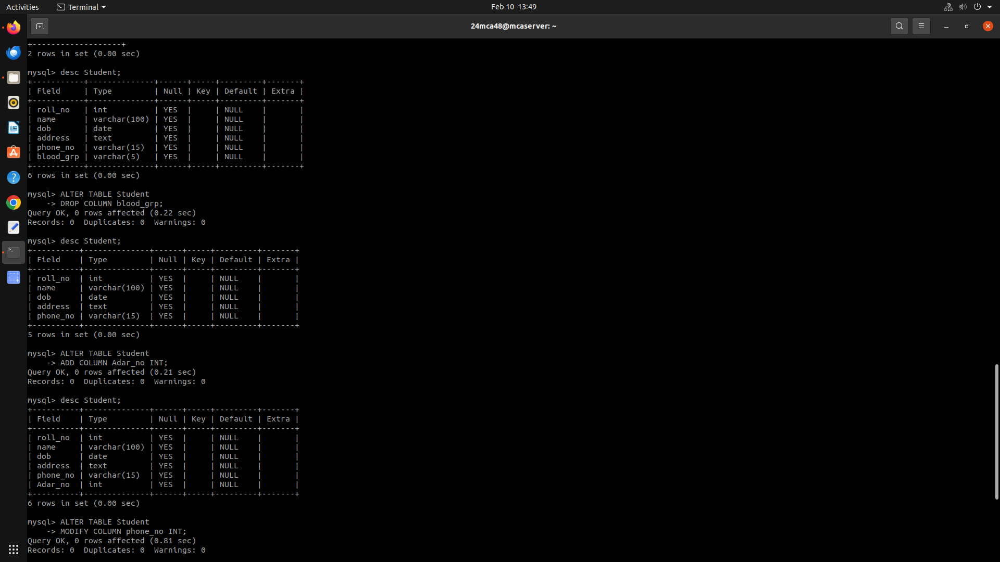 Activities Terminal Feb 10 13:49
24mca48@mcaserver: ~
+-------------------+
2 rows in set (0.00 sec)

mysql> desc Student;
+-----------+--------------+------+-----+---------+-------+
| Field     | Type         | Null | Key | Default | Extra |
+-----------+--------------+------+-----+---------+-------+
| roll_no   | int          | YES  |     | NULL    |       |
| name      | varchar(100) | YES  |     | NULL    |       |
| dob       | date         | YES  |     | NULL    |       |
| address   | text         | YES  |     | NULL    |       |
| phone_no  | varchar(15)  | YES  |     | NULL    |       |
| blood_grp | varchar(5)   | YES  |     | NULL    |       |
+-----------+--------------+------+-----+---------+-------+
6 rows in set (0.00 sec)

mysql> ALTER TABLE Student
    -> DROP COLUMN blood_grp;
Query OK, 0 rows affected (0.22 sec)
Records: 0  Duplicates: 0  Warnings: 0

mysql> desc Student;
+----------+--------------+------+-----+---------+-------+
| Field    | Type         | Null | Key | Default | Extra |
+----------+--------------+------+-----+---------+-------+
| roll_no  | int          | YES  |     | NULL    |       |
| name     | varchar(100) | YES  |     | NULL    |       |
| dob      | date         | YES  |     | NULL    |       |
| address  | text         | YES  |     | NULL    |       |
| phone_no | varchar(15)  | YES  |     | NULL    |       |
+----------+--------------+------+-----+---------+-------+
5 rows in set (0.00 sec)

mysql> ALTER TABLE Student
    -> ADD COLUMN Adar_no INT;
Query OK, 0 rows affected (0.21 sec)
Records: 0  Duplicates: 0  Warnings: 0

mysql> desc Student;
+----------+--------------+------+-----+---------+-------+
| Field    | Type         | Null | Key | Default | Extra |
+----------+--------------+------+-----+---------+-------+
| roll_no  | int          | YES  |     | NULL    |       |
| name     | varchar(100) | YES  |     | NULL    |       |
| dob      | date         | YES  |     | NULL    |       |
| address  | text         | YES  |     | NULL    |       |
| phone_no | varchar(15)  | YES  |     | NULL    |       |
| Adar_no  | int          | YES  |     | NULL    |       |
+----------+--------------+------+-----+---------+-------+
6 rows in set (0.00 sec)

mysql> ALTER TABLE Student
    -> MODIFY COLUMN phone_no INT;
Query OK, 0 rows affected (0.81 sec)
Records: 0  Duplicates: 0  Warnings: 0